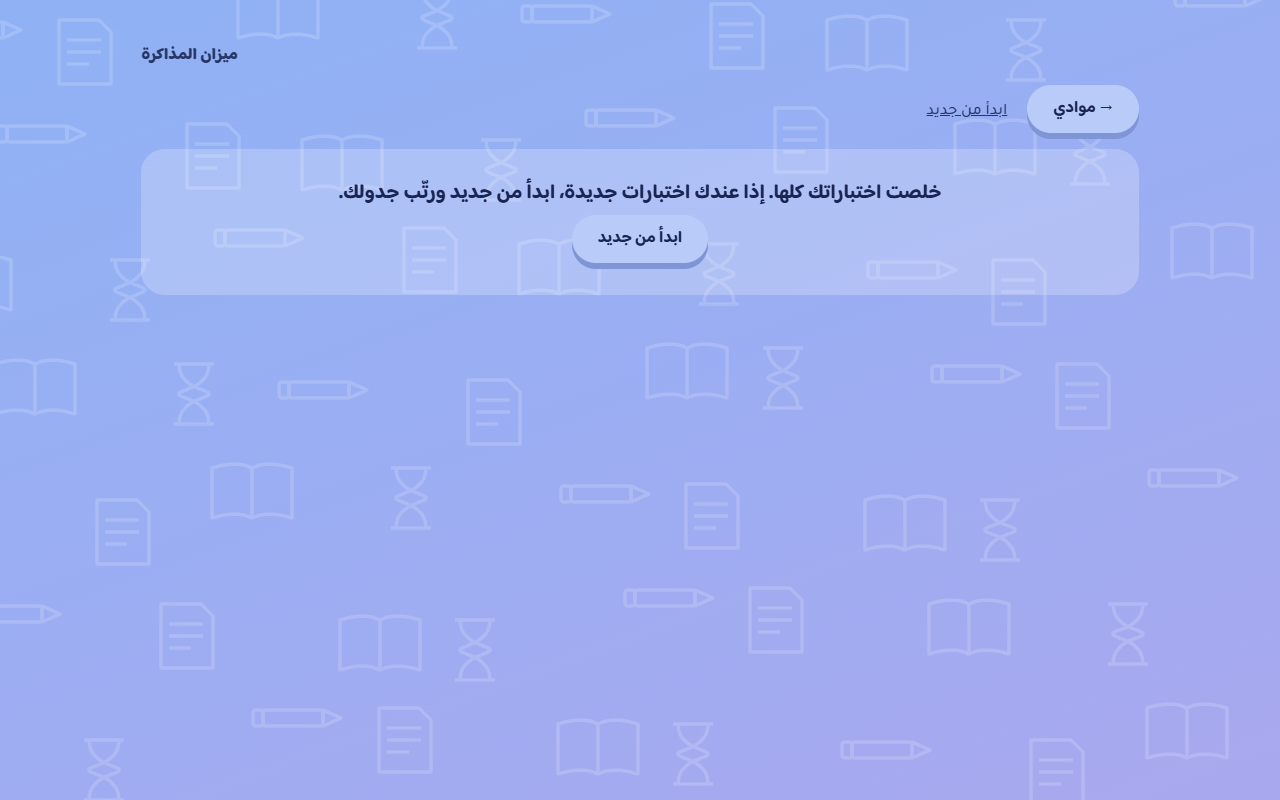 ميزان المذاكرة
→ موادي
ابدأ من جديد
خلصت اختباراتك كلها. إذا عندك اختبارات جديدة، ابدأ من جديد ورتّب جدولك.
ابدأ من جديد